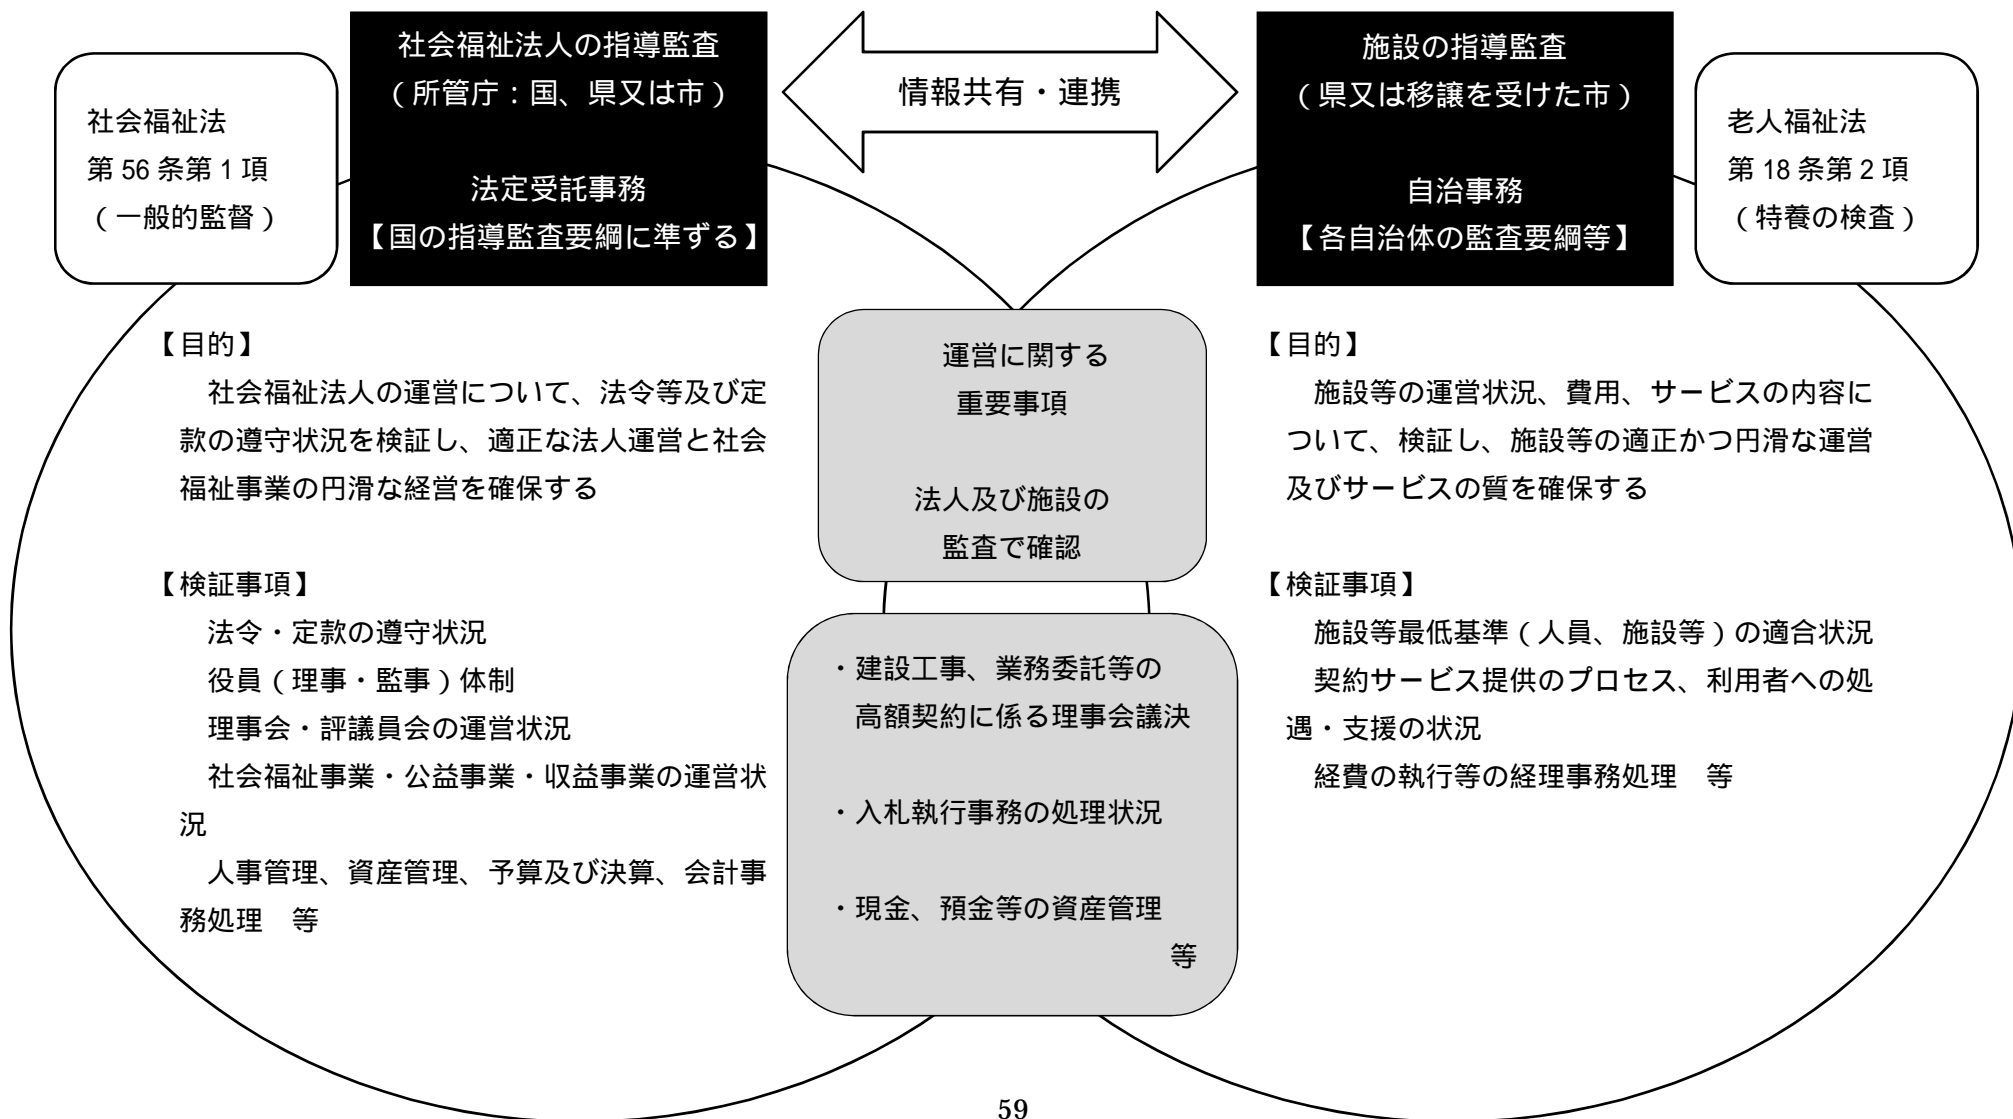 社会福祉法
第 56 条第 1 項
（一般的監督）
社会福祉法人の指導監査
（所管庁：国、県又は市）
法定受託事務
【国の指導監査要綱に準ずる】
情報共有・連携
施設の指導監査
（県又は移譲を受けた市）
自治事務
【各自治体の監査要綱等】
老人福祉法
第 18 条第 2 項
（特養の検査）
【目的】
社会福祉法人の運営について、法令等及び定
款の遵守状況を検証し、適正な法人運営と社会
福祉事業の円滑な経営を確保する
【検証事項】
法令・定款の遵守状況
役員（理事・監事）体制
理事会・評議員会の運営状況
社会福祉事業・公益事業・収益事業の運営状
況
人事管理、資産管理、予算及び決算、会計事
務処理　等
運営に関する
重要事項
法人及び施設の
監査で確認
・建設工事、業務委託等の
高額契約に係る理事会議決
・入札執行事務の処理状況
・現金、預金等の資産管理
等
【目的】
施設等の運営状況、費用、サービスの内容に
ついて、検証し、施設等の適正かつ円滑な運営
及びサービスの質を確保する
【検証事項】
施設等最低基準（人員、施設等）の適合状況
契約サービス提供のプロセス、利用者への処
遇・支援の状況
経費の執行等の経理事務処理　等
59